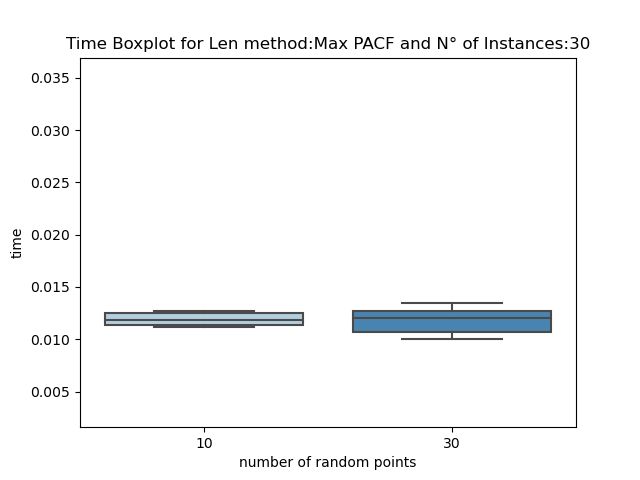 Time Boxplot for Len method:Max PACF and N° of Instances:30
0.035
0.030
0.025
0.020
0.015
0.010
0.005
time
10 30
number of random points